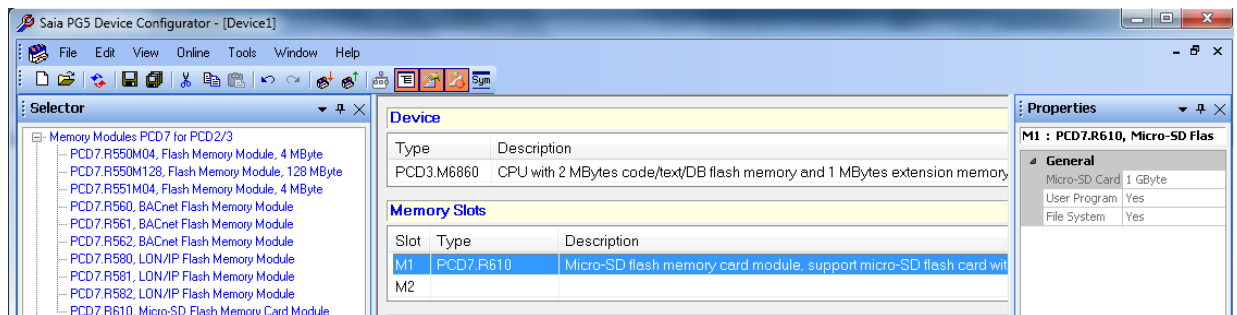 Saia PG5 Device Configurator - [Device1]
File Edit View Online Tools Window Help
Sym
Selector
Memory Modules PCD7 for PCD2/3
PCD7.R550M04, Flash Memory Module, 4 MByte
PCD7.R550M128, Flash Memory Module, 128 MByte
PCD7.R551M04, Flash Memory Module, 4 MByte
PCD7.R560, BACnet Flash Memory Module
PCD7.R561, BACnet Flash Memory Module
PCD7.R562, BACnet Flash Memory Module
PCD7.R580, LON/IP Flash Memory Module
PCD7.R581, LON/IP Flash Memory Module
PCD7.R582, LON/IP Flash Memory Module
PCD7.R610, Micro-SD Flash Memory Card Module
Device
Type Description
PCD3.M6860 CPU with 2 MBytes code/text/DB flash memory and 1 MBytes extension memory
Memory Slots
Slot Type Description
M1 PCD7.R610 Micro-SD flash memory card module, support micro-SD flash card wit
M2
Properties
M1 : PCD7.R610, Micro-SD Flas
General
Micro-SD Card 1 GByte
User Program Yes
File System Yes